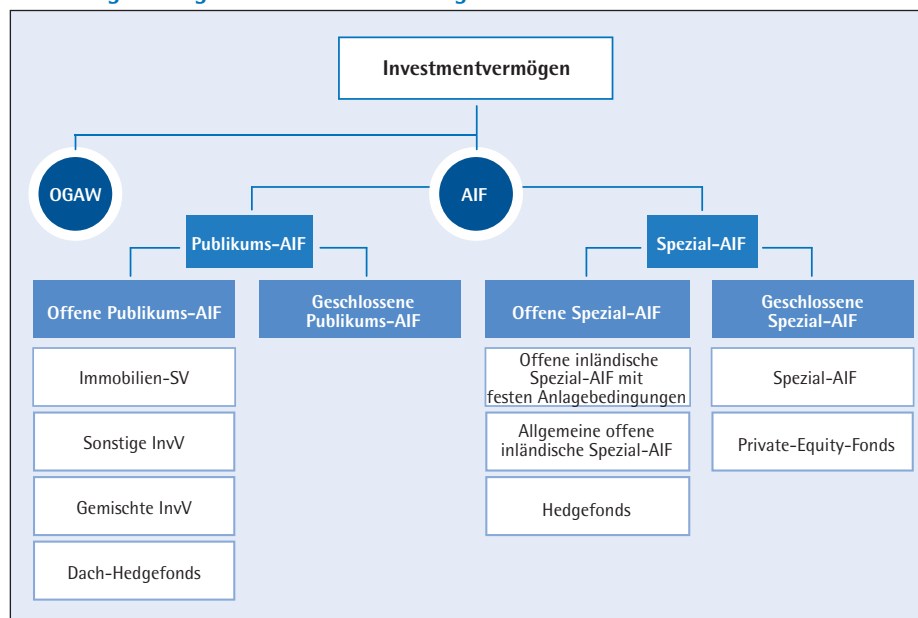 Investmentvermögen
OGAW
AIF
Publikums-AIF
Spezial-AIF
Offene Publikums-AIF
Geschlossene
Publikums-AIF
Offene Spezial-AIF
Geschlossene
Spezial-AIF
Immobilien-SV
Sonstige InvV
Gemischte InvV
Dach-Hedgefonds
Offene inländische
Spezial-AIF mit
festen Anlagebedingungen
Allgemeine offene
inländische Spezial-AIF
Hedgefonds
Spezial-AIF
Private-Equity-Fonds